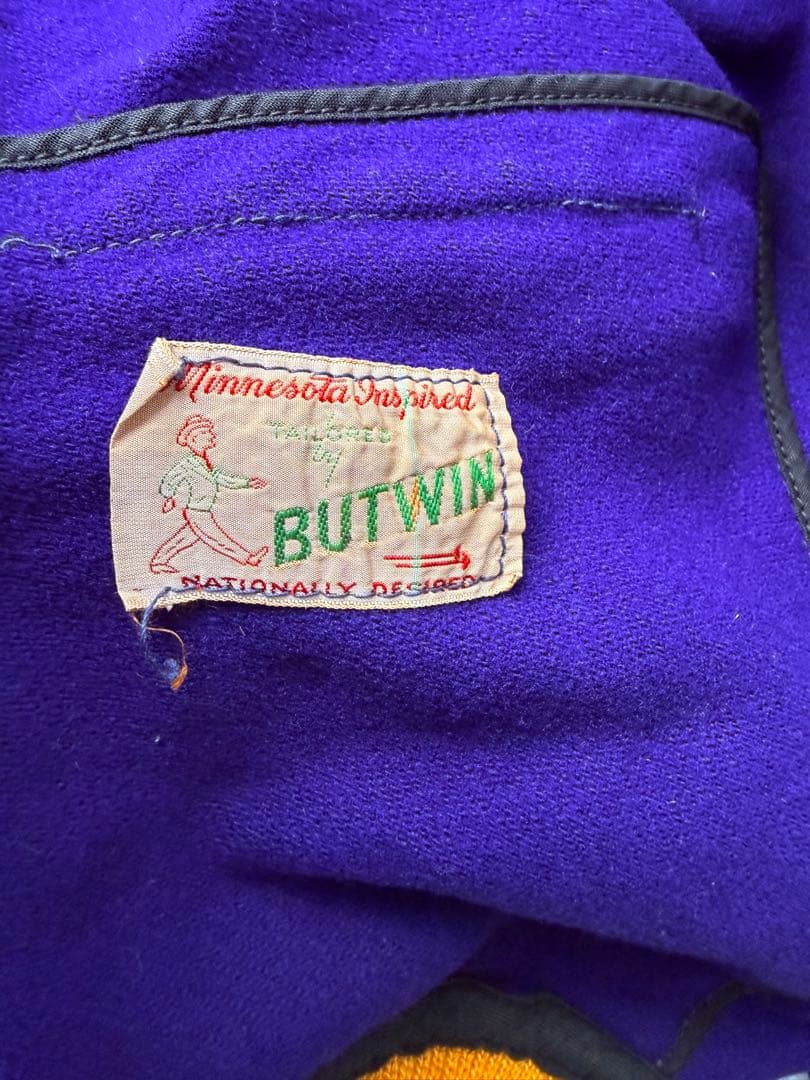 Minnesota Inspired
TAILORED
by
BUTWIN
NATIONALLY DESIRED